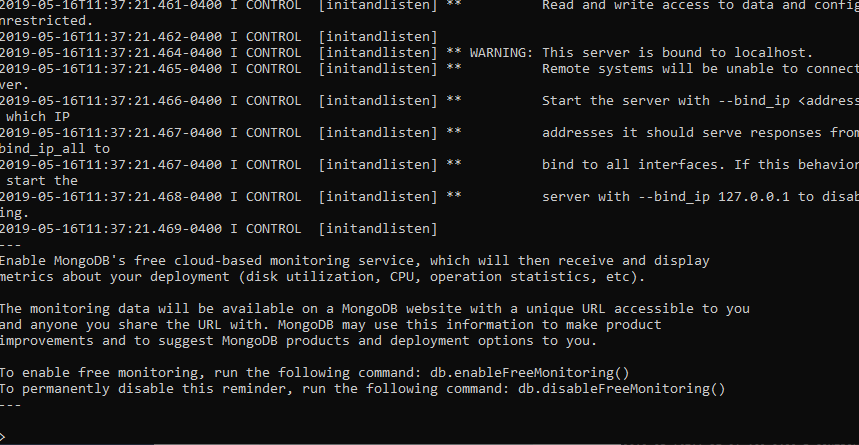 2019-05-16T11:37:21.461-0400 I CONTROL  [initandlisten] **          Read and write access to data and config
nrestricted.
2019-05-16T11:37:21.462-0400 I CONTROL  [initandlisten]
2019-05-16T11:37:21.464-0400 I CONTROL  [initandlisten] ** WARNING: This server is bound to localhost.
2019-05-16T11:37:21.465-0400 I CONTROL  [initandlisten] **          Remote systems will be unable to connect
ver.
2019-05-16T11:37:21.466-0400 I CONTROL  [initandlisten] **          Start the server with --bind_ip <address
 which IP
2019-05-16T11:37:21.467-0400 I CONTROL  [initandlisten] **          addresses it should serve responses from
bind_ip_all to
2019-05-16T11:37:21.467-0400 I CONTROL  [initandlisten] **          bind to all interfaces. If this behavior
 start the
2019-05-16T11:37:21.468-0400 I CONTROL  [initandlisten] **          server with --bind_ip 127.0.0.1 to disab
ing.
2019-05-16T11:37:21.469-0400 I CONTROL  [initandlisten]
---
Enable MongoDB's free cloud-based monitoring service, which will then receive and display
metrics about your deployment (disk utilization, CPU, operation statistics, etc).

The monitoring data will be available on a MongoDB website with a unique URL accessible to you
and anyone you share the URL with. MongoDB may use this information to make product
improvements and to suggest MongoDB products and deployment options to you.

To enable free monitoring, run the following command: db.enableFreeMonitoring()
To permanently disable this reminder, run the following command: db.disableFreeMonitoring()
---

>